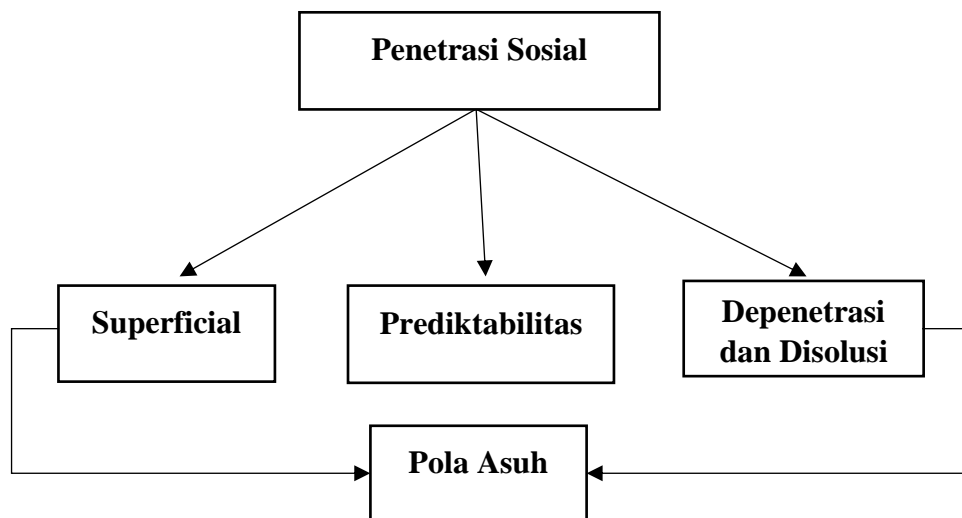 Penetrasi Sosial
Superficial
Prediktabilitas
Depenetrasi
dan Disolusi
Pola Asuh